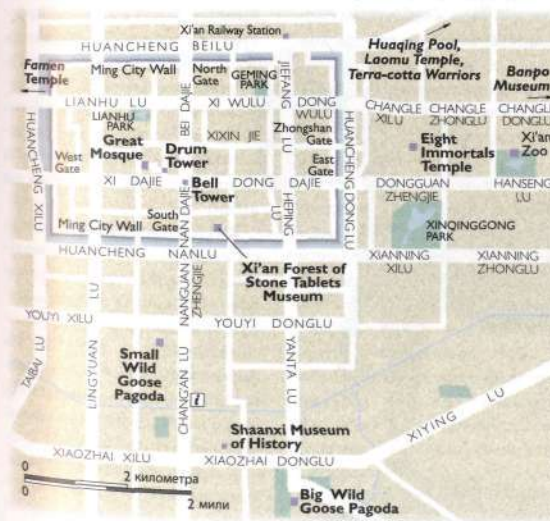 Xi'an Railway Station
HUANCHENG BEILU
Huaqing Pool,
Laomu Temple,
Terra-cotta Warriors
Famen
Temple
Ming City Wall
North
Gate
GEMING
PARK
JIEFANG LU
Banpo
Museum
LIANHU LU
BEI DAJIE
XI WULU
DONG
WULU
CHANGLE
XILU
CHANGLE
ZHONGLU
CHANGL
DONGLU
LIANHU
PARK
XIXIN JIE
Zhongshan
Gate
HUANCHENG XILU
HUANCHENG DONG LU
Great
Mosque
Drum
Tower
Eight
Immortals
Temple
Xi'an
Zoo
West
Gate
East
Gate
XI DAJIE
Bell
Tower
DONG DAJIE
DONGGUAN
ZHENGJIE
HANSENG
LU
HEPING
LU
Ming City Wall
South
Gate
NAN DAJIE
XINQINGGONG
PARK
HUANCHENG NANLU
XIANNING
XILU
XIANNING
ZHONGLU
Xi'an Forest of
Stone Tablets
Museum
NANGUAN
ZHENGJIE
YOUYI XILU
YOUYI DONGLU
TAIBAI LU
LINGYUAN LU
Small
Wild
Goose
Pagoda
CHANG'AN LU
i
YANTA LU
Shaanxi Museum
of History
XIYING LU
XIAOZHAI XILU
XIAOZHAI DONGLU
0
2 километра
0
2 мили
Big Wild
Goose Pagoda